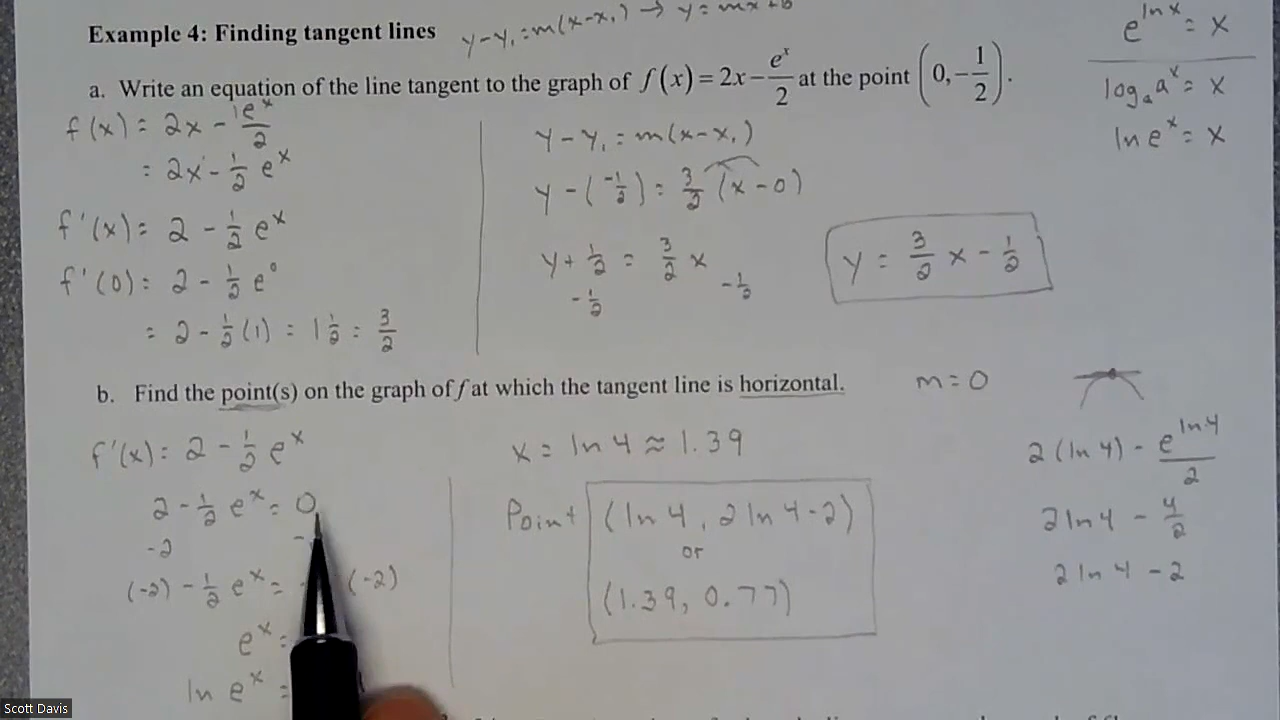 Example 4: Finding tangent lines
y-y₁=m(x-x₁) → y=mx+b
a. Write an equation of the line tangent to the graph of f(x) = 2x - e^x/2 at the point (0, -1/2).
f(x) = 2x - 1e^x/2
= 2x - 1/2 e^x
f'(x) = 2 - 1/2 e^x
f'(0) = 2 - 1/2 e^0
= 2 - 1/2 (1) = 1 1/2 = 3/2
y - y₁ = m(x-x₁)
y - (-1/2) = 3/2 (x - 0)
y + 1/2 = 3/2 x
-1/2 -1/2
y = 3/2 x - 1/2
e^ln x = x
log_a a^x = x
ln e^x = x
b. Find the point(s) on the graph of f at which the tangent line is horizontal.
m = 0
f'(x) = 2 - 1/2 e^x
2 - 1/2 e^x = 0
-2 -
(-2) - 1/2 e^x = - (-2)
e^x =
ln e^x =
x = ln 4 ≈ 1.39
Point (ln 4, 2 ln 4 - 2)
or
(1.39, 0.77)
2(ln 4) - e^ln 4/2
2 ln 4 - 4/2
2 ln 4 - 2
Scott Davis